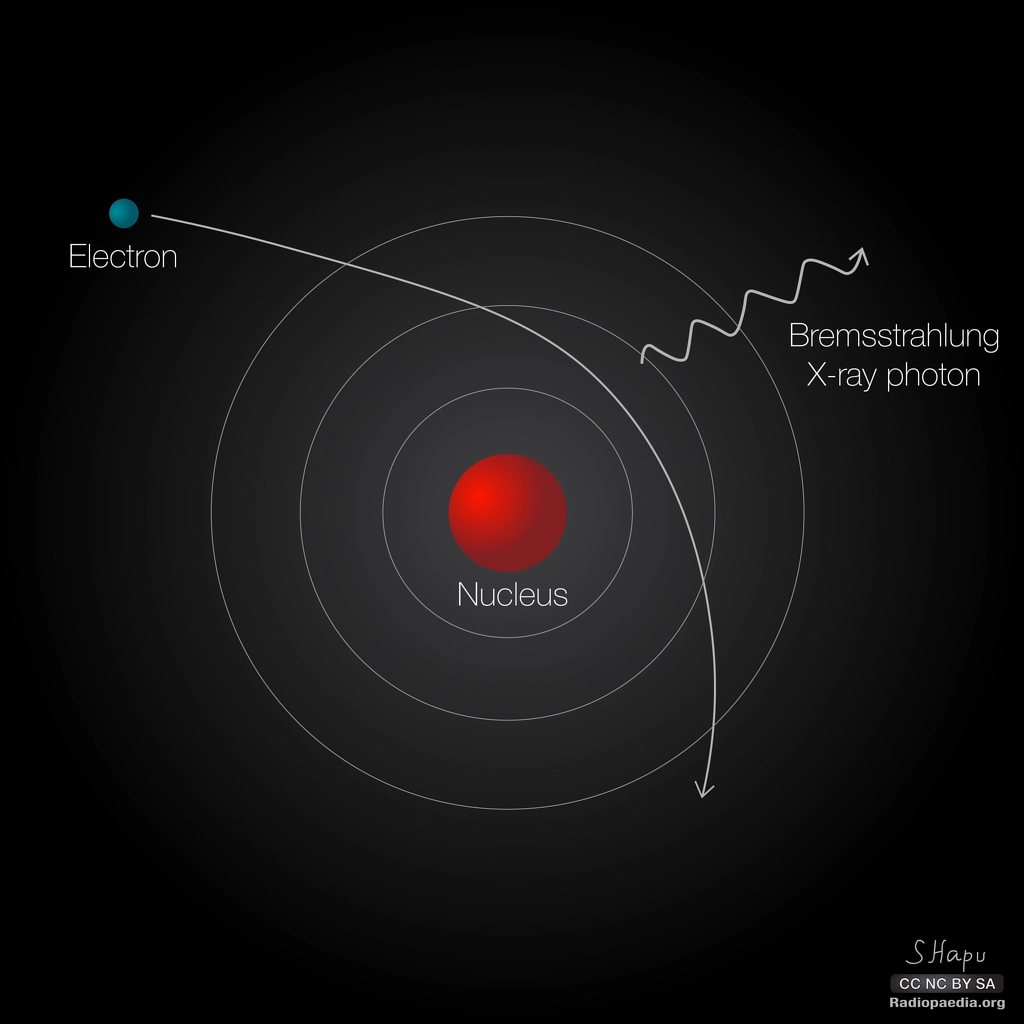 Electron
Bremsstrahlung
X-ray photon
Nucleus
SHapu
CC NC BY SA
Radiopaedia.org